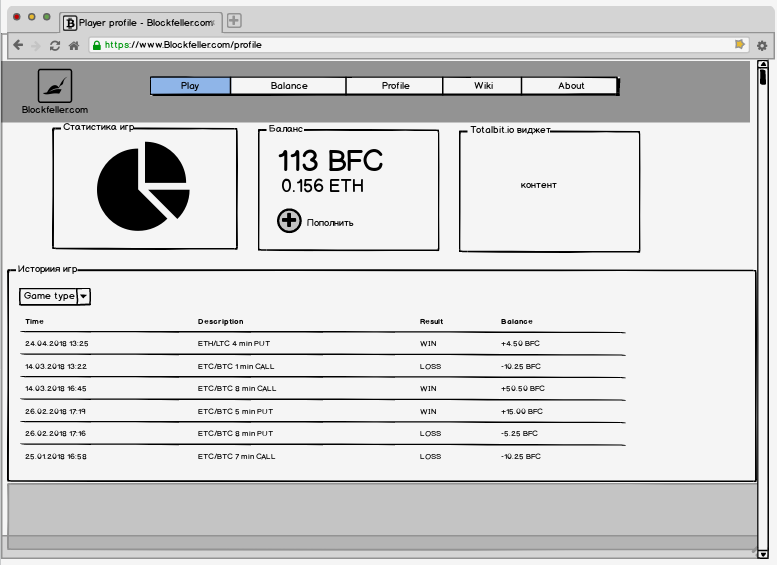 Player profile - Blockfeller.com
https://www.Blockfeller.com/profile
Play Balance Profile Wiki About
Blockfeller.com
Статистика игр Баланс Totalbit.io виджет
113 BFC
0.156 ETH
контент
Пополнить
Историия игр
Game type
Time Description Result Balance
24.04.2018 13:25 ETH/LTC 4 min PUT WIN +4.50 BFC
14.03.2018 13:22 ETC/BTC 1 min CALL LOSS -10.25 BFC
14.03.2018 16:45 ETC/BTC 8 min CALL WIN +50.50 BFC
26.02.2018 17:19 ETC/BTC 5 min PUT WIN +15.00 BFC
26.02.2018 17:16 ETC/BTC 8 min PUT LOSS -5.25 BFC
25.01.2018 16:58 ETC/BTC 7 min CALL LOSS -10.25 BFC